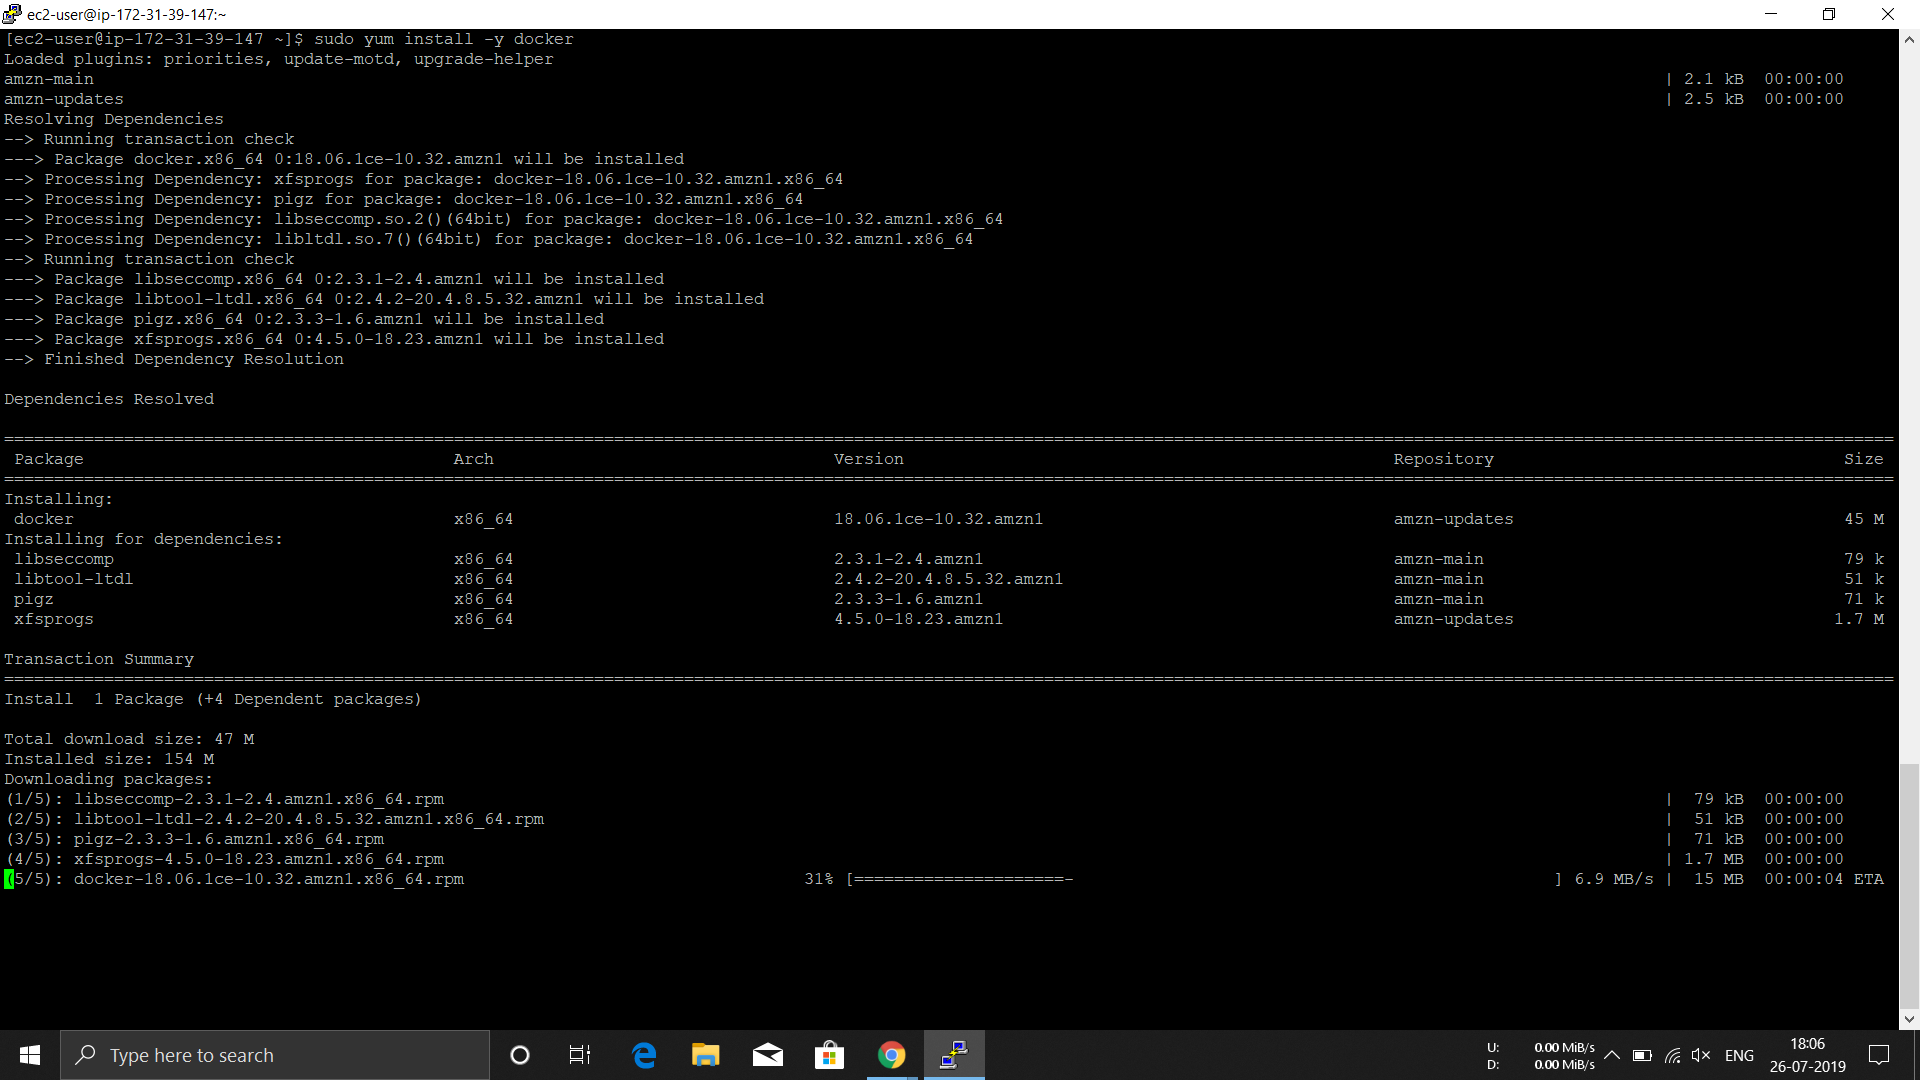 ec2-user@ip-172-31-39-147:~
[ec2-user@ip-172-31-39-147 ~]$ sudo yum install -y docker
Loaded plugins: priorities, update-motd, upgrade-helper
amzn-main | 2.1 kB 00:00:00
amzn-updates | 2.5 kB 00:00:00
Resolving Dependencies
--> Running transaction check
---> Package docker.x86_64 0:18.06.1ce-10.32.amzn1 will be installed
--> Processing Dependency: xfsprogs for package: docker-18.06.1ce-10.32.amzn1.x86_64
--> Processing Dependency: pigz for package: docker-18.06.1ce-10.32.amzn1.x86_64
--> Processing Dependency: libseccomp.so.2()(64bit) for package: docker-18.06.1ce-10.32.amzn1.x86_64
--> Processing Dependency: libltdl.so.7()(64bit) for package: docker-18.06.1ce-10.32.amzn1.x86_64
--> Running transaction check
---> Package libseccomp.x86_64 0:2.3.1-2.4.amzn1 will be installed
---> Package libtool-ltdl.x86_64 0:2.4.2-20.4.8.5.32.amzn1 will be installed
---> Package pigz.x86_64 0:2.3.3-1.6.amzn1 will be installed
---> Package xfsprogs.x86_64 0:4.5.0-18.23.amzn1 will be installed
--> Finished Dependency Resolution
Dependencies Resolved
Package Arch Version Repository Size
Installing:
docker x86_64 18.06.1ce-10.32.amzn1 amzn-updates 45 M
Installing for dependencies:
libseccomp x86_64 2.3.1-2.4.amzn1 amzn-main 79 k
libtool-ltdl x86_64 2.4.2-20.4.8.5.32.amzn1 amzn-main 51 k
pigz x86_64 2.3.3-1.6.amzn1 amzn-main 71 k
xfsprogs x86_64 4.5.0-18.23.amzn1 amzn-updates 1.7 M
Transaction Summary
Install 1 Package (+4 Dependent packages)
Total download size: 47 M
Installed size: 154 M
Downloading packages:
(1/5): libseccomp-2.3.1-2.4.amzn1.x86_64.rpm | 79 kB 00:00:00
(2/5): libtool-ltdl-2.4.2-20.4.8.5.32.amzn1.x86_64.rpm | 51 kB 00:00:00
(3/5): pigz-2.3.3-1.6.amzn1.x86_64.rpm | 71 kB 00:00:00
(4/5): xfsprogs-4.5.0-18.23.amzn1.x86_64.rpm | 1.7 MB 00:00:00
(5/5): docker-18.06.1ce-10.32.amzn1.x86_64.rpm 31% [=====================- ] 6.9 MB/s | 15 MB 00:00:04 ETA
Type here to search
U: 0.00 MiB/s
D: 0.00 MiB/s
ENG
18:06
26-07-2019